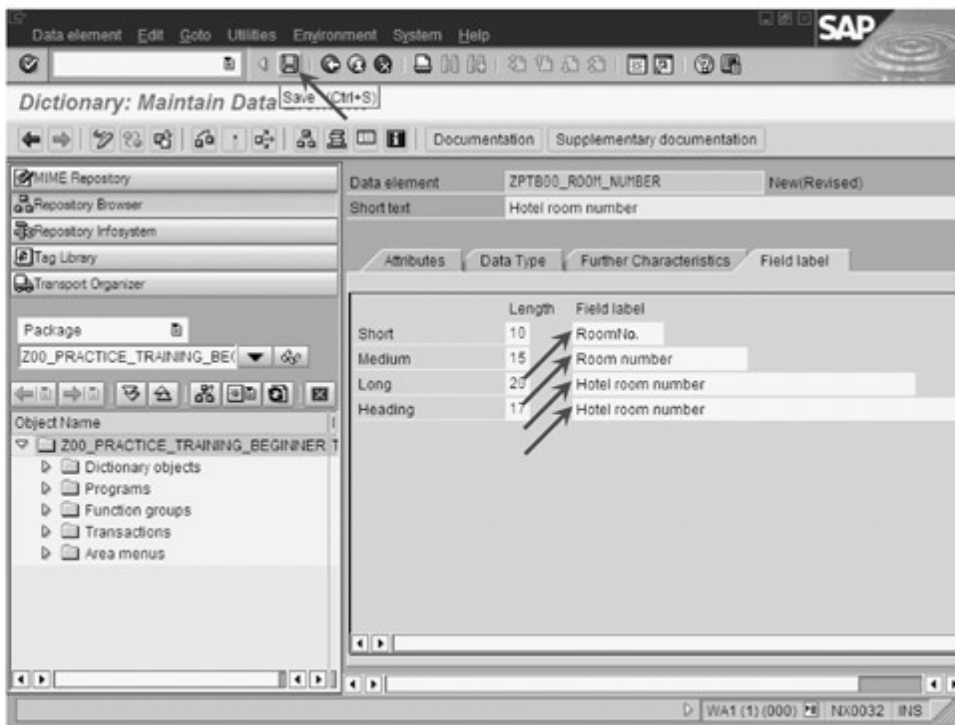 Data element Edit Goto Utilities Environment System Help
SAP
Save (Ctrl+S)
Dictionary: Maintain Data
Documentation Supplementary documentation
MIME Repository
Repository Browser
Repository Infosystem
Tag Library
Transport Organizer
Package
Z00_PRACTICE_TRAINING_BEG
Object Name
Z00_PRACTICE_TRAINING_BEGINNER T
Dictionary objects
Programs
Function groups
Transactions
Area menus
Data element ZPTB00_ROOM_NUMBER New(Revised)
Short text Hotel room number
Attributes Data Type Further Characteristics Field label
Length Field label
Short 10 RoomNo.
Medium 15 Room number
Long 20 Hotel room number
Heading 17 Hotel room number
WA1 (1) (000) NX0032 INS